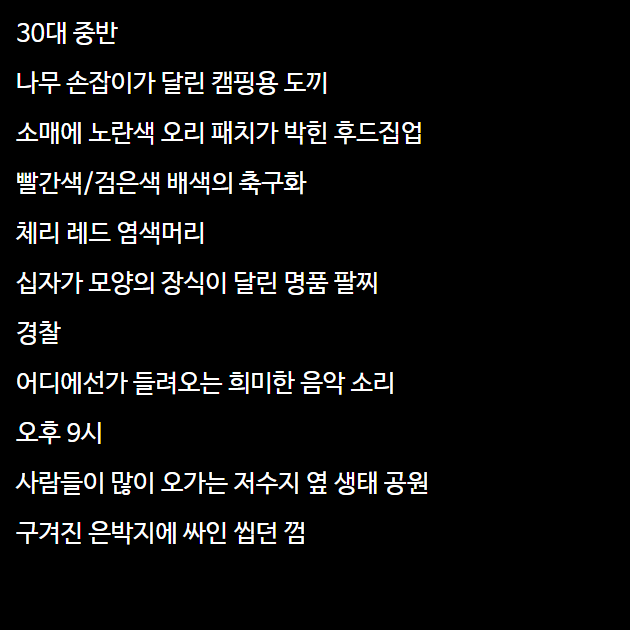 30대 중반
나무 손잡이가 달린 캠핑용 도끼
소매에 노란색 오리 패치가 박힌 후드집업
빨간색/검은색 배색의 축구화
체리 레드 염색머리
십자가 모양의 장식이 달린 명품 팔찌
경찰
어디에선가 들려오는 희미한 음악 소리
오후 9시
사람들이 많이 오가는 저수지 옆 생태 공원
구겨진 은박지에 싸인 씹던 껌